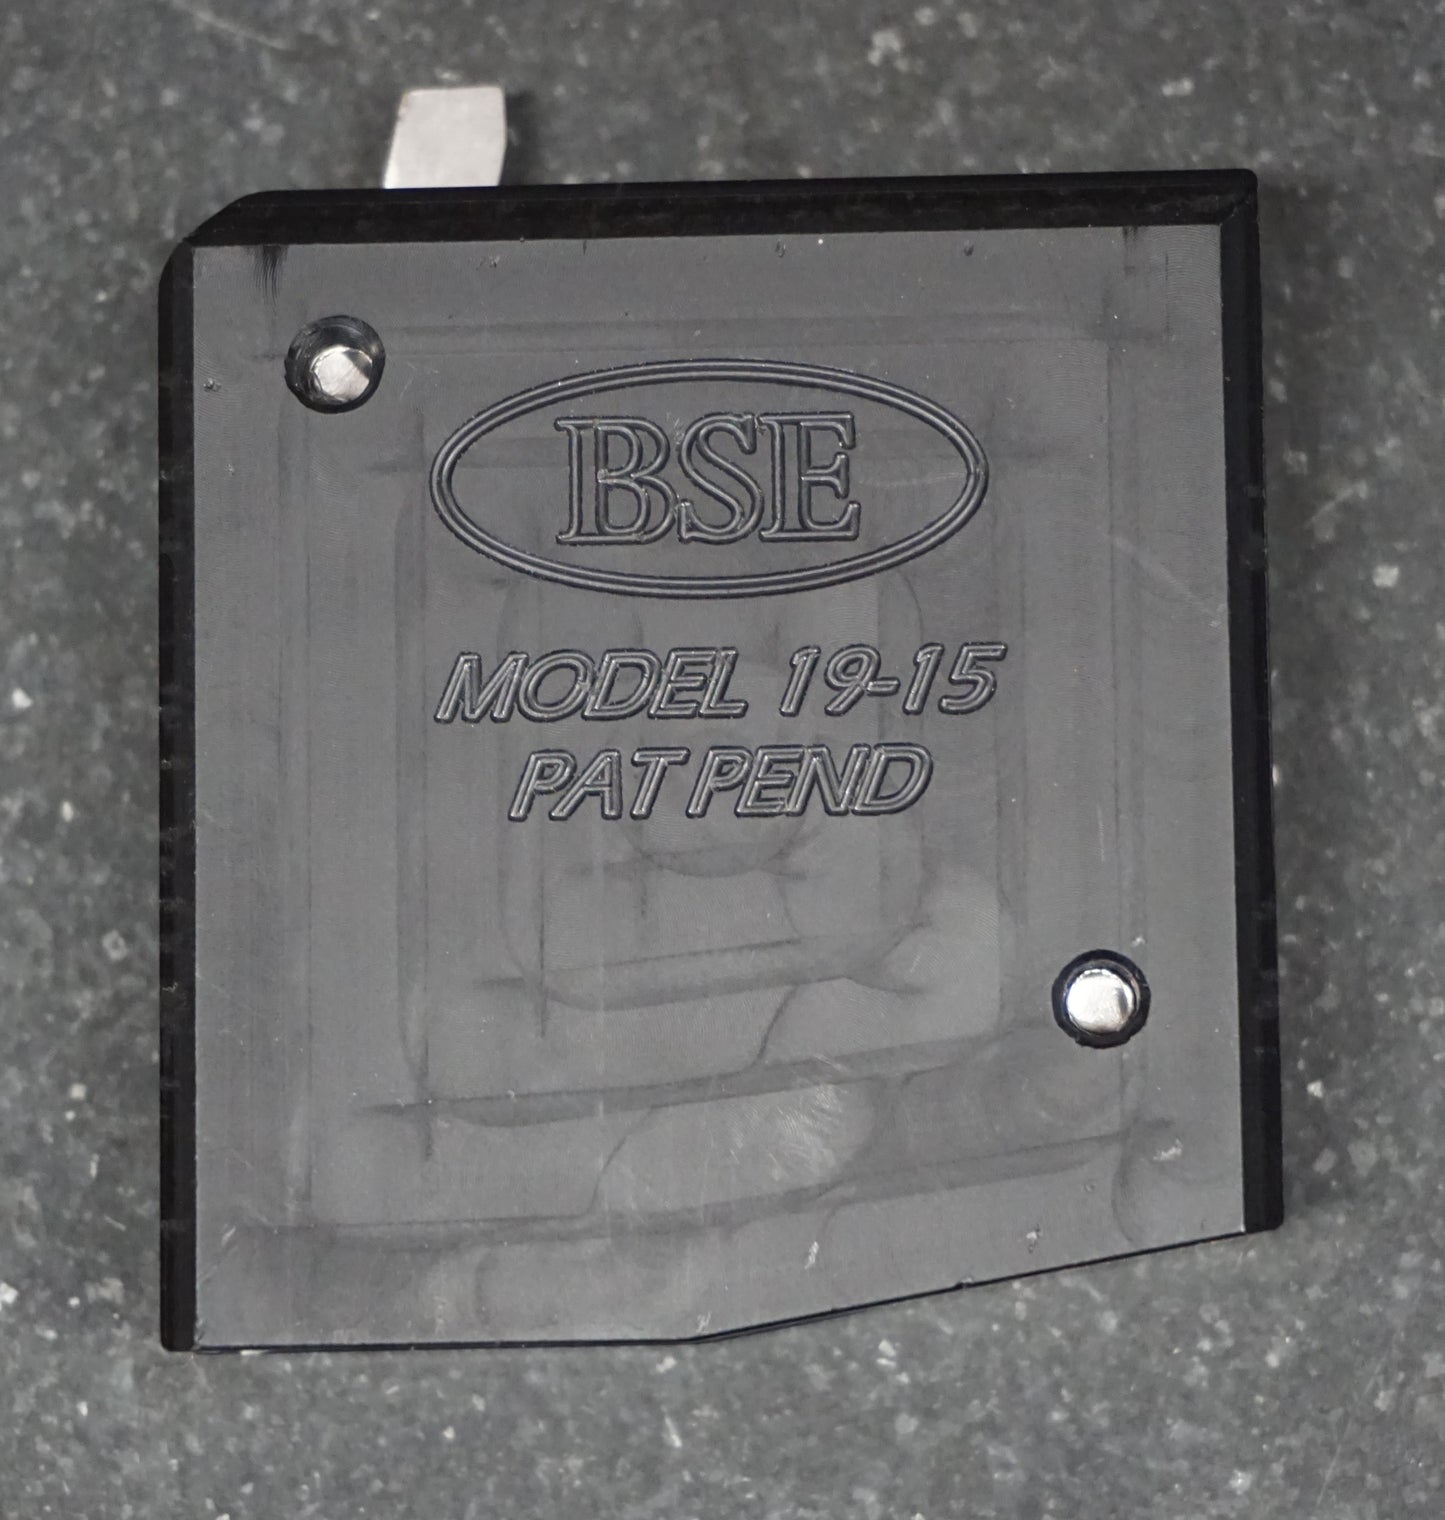 BSE
MODEL 19-15
PAT PEND